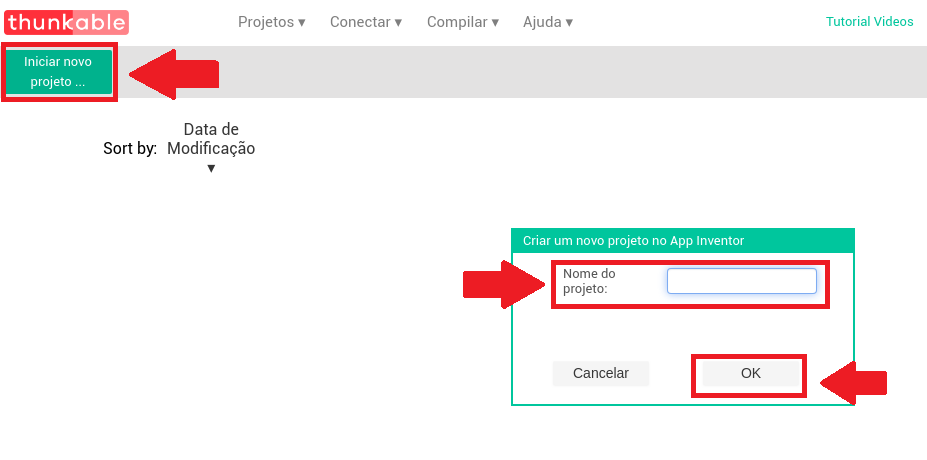 thunkable
Projetos ▾ Conectar ▾ Compilar ▾ Ajuda ▾ Tutorial Videos
Iniciar novo
projeto ...
Data de
Sort by: Modificação
▾
Criar um novo projeto no App Inventor
Nome do
projeto:
Cancelar OK